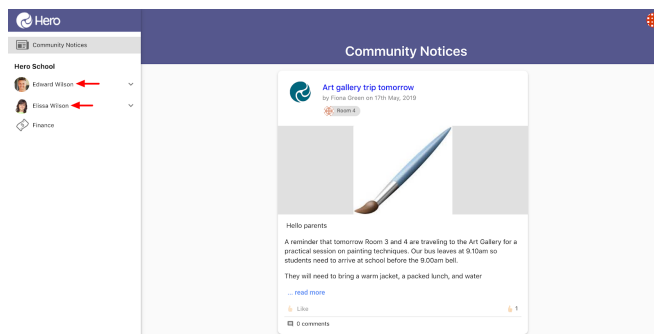 Hero
Community Notices
Hero School
Edward Wilson
Elissa Wilson
Finance
Community Notices
Art gallery trip tomorrow
by Fiona Green on 17th May, 2019
Room 4
Hello parents
A reminder that tomorrow Room 3 and 4 are traveling to the Art Gallery for a
practical session on painting techniques. Our bus leaves at 9.10am so
students need to arrive at school before the 9.00am bell.
They will need to bring a warm jacket, a packed lunch, and water
... read more
Like
1
0 comments